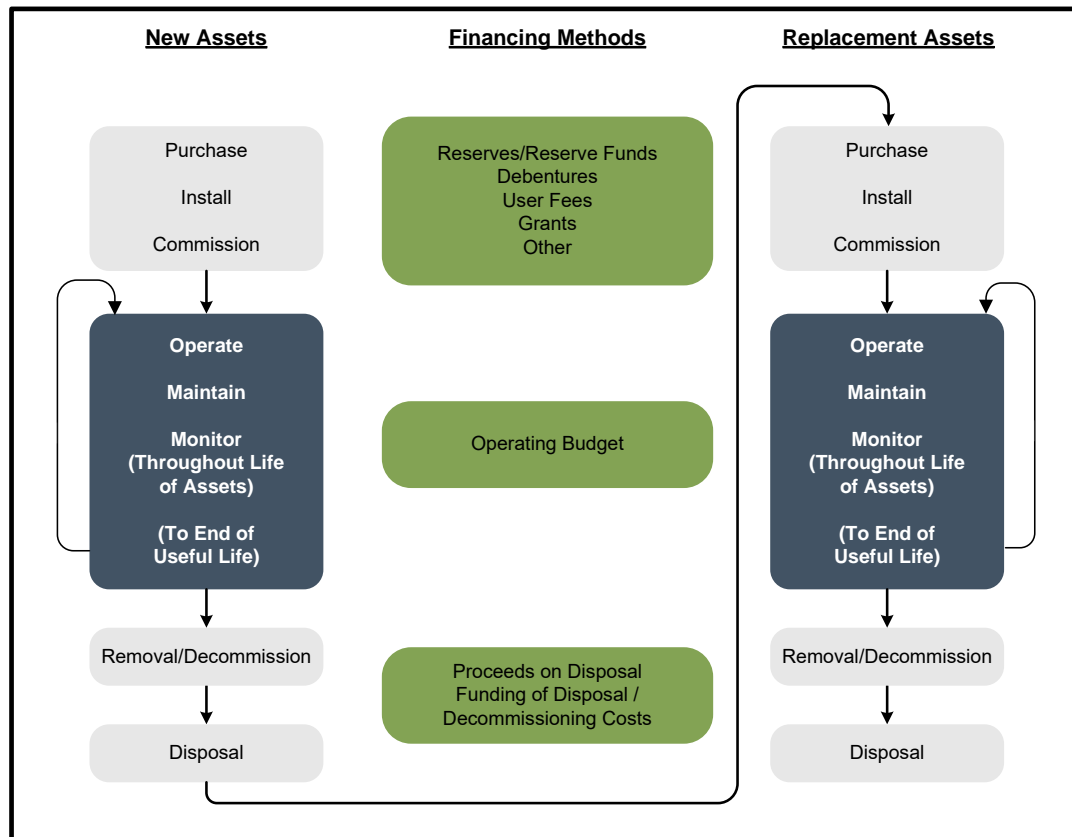 New Assets
Financing Methods
Replacement Assets
Purchase
Install
Commission
Operate
Maintain
Monitor
(Throughout Life
of Assets)
(To End of
Useful Life)
Removal/Decommission
Disposal
Reserves/Reserve Funds
Debentures
User Fees
Grants
Other
Operating Budget
Proceeds on Disposal
Funding of Disposal /
Decommissioning Costs
Purchase
Install
Commission
Operate
Maintain
Monitor
(Throughout Life
of Assets)
(To End of
Useful Life)
Removal/Decommission
Disposal